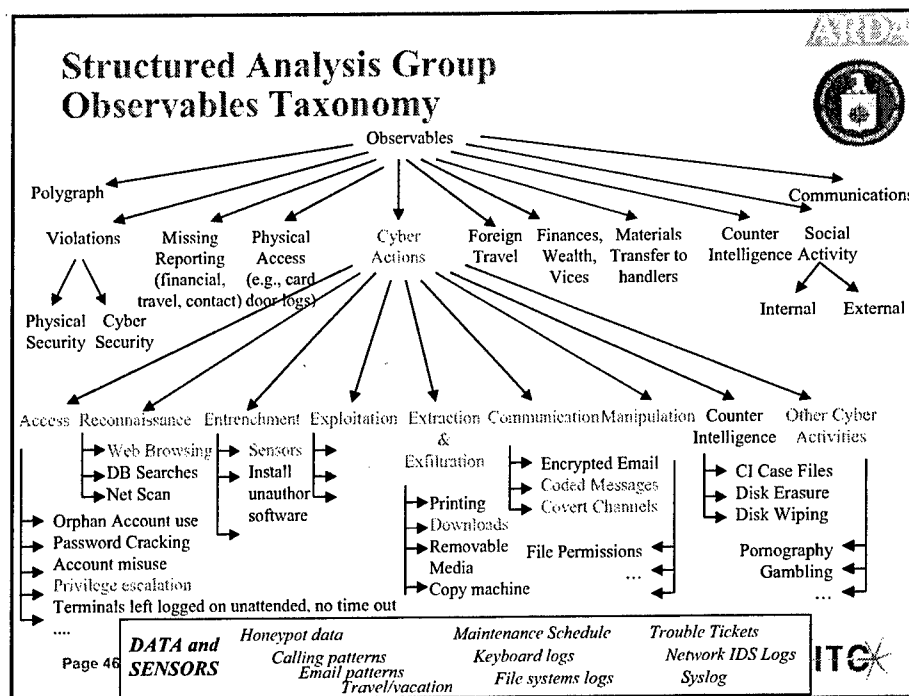 ARDA
Structured Analysis Group
Observables Taxonomy
Observables
Polygraph
Communications
Violations
Missing
Reporting
(financial,
travel, contact)
Physical
Access
(e.g., card
door logs)
Cyber
Actions
Foreign
Travel
Finances,
Wealth,
Vices
Materials
Transfer to
handlers
Counter
Intelligence
Social
Activity
Physical
Security
Cyber
Security
Internal
External
Access
Reconnaissance
Entrenchment
Exploitation
Extraction
&
Exfiltration
Communication
Manipulation
Counter
Intelligence
Other Cyber
Activities
Web Browsing
DB Searches
Net Scan
Sensors
Install
unauthor
software
Encrypted Email
Coded Messages
Covert Channels
CI Case Files
Disk Erasure
Disk Wiping
Orphan Account use
Password Cracking
Account misuse
Privilege escalation
Terminals left logged on unattended, no time out
....
Printing
Downloads
Removable
Media
Copy machine
File Permissions
...
Pornography
Gambling
...
Page 46
DATA and
SENSORS
Honeypot data
Calling patterns
Email patterns
Travel/vacation
Maintenance Schedule
Keyboard logs
File systems logs
Trouble Tickets
Network IDS Logs
Syslog
ITC